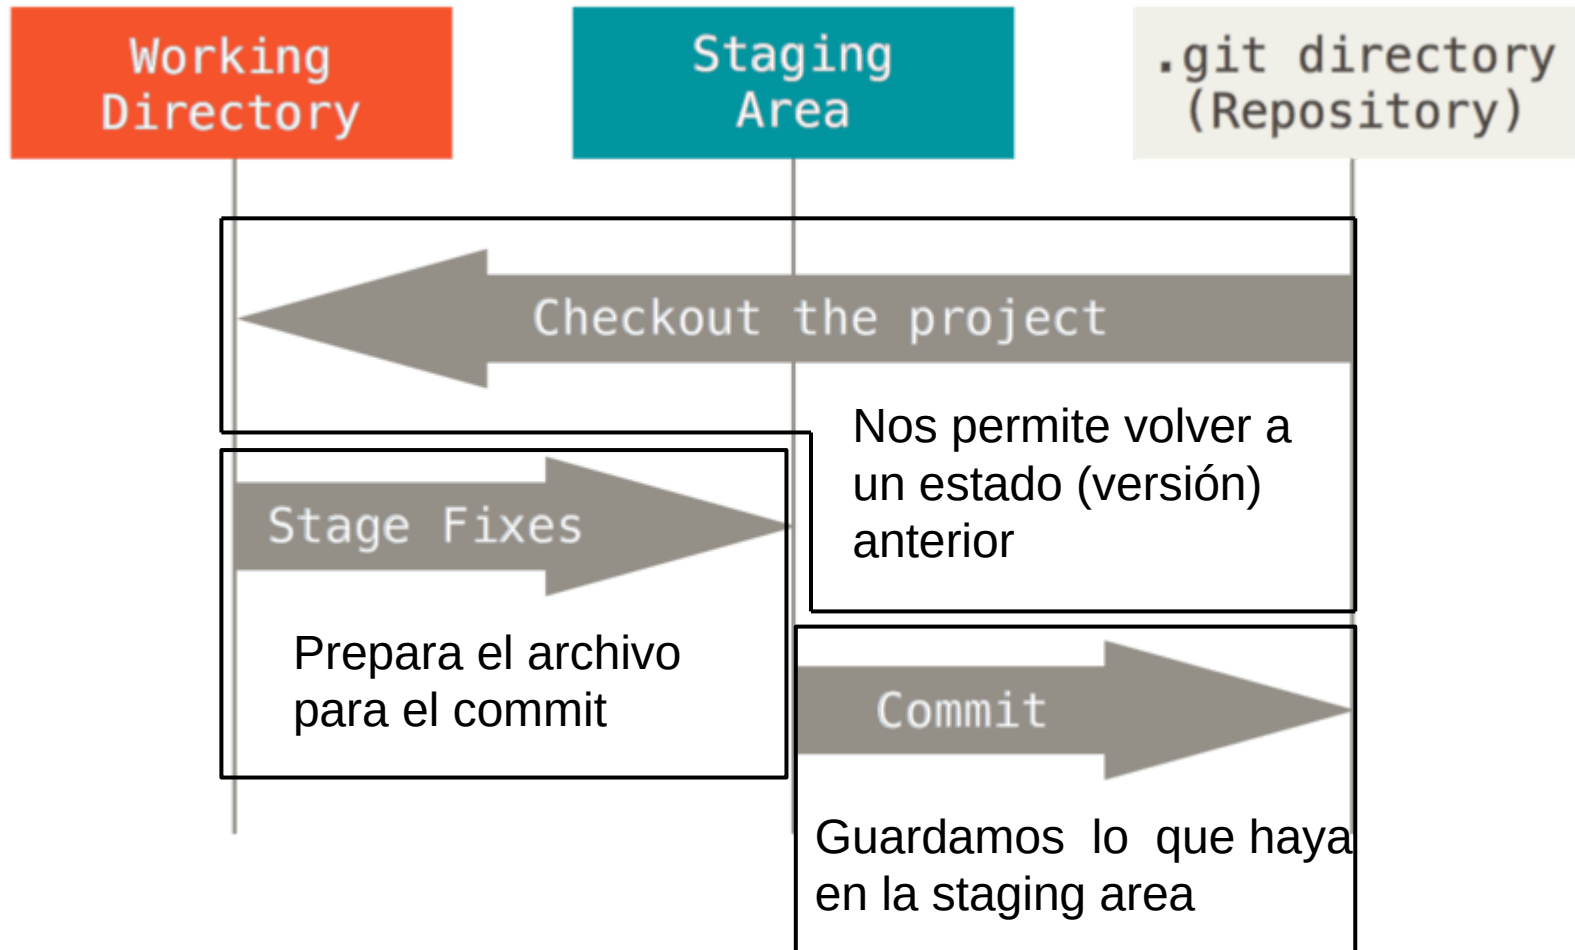 Working
Directory
Staging
Area
.git directory
(Repository)
Checkout the project
Nos permite volver a
un estado (versión)
anterior
Stage Fixes
Prepara el archivo
para el commit
Commit
Guardamos lo que haya
en la staging area